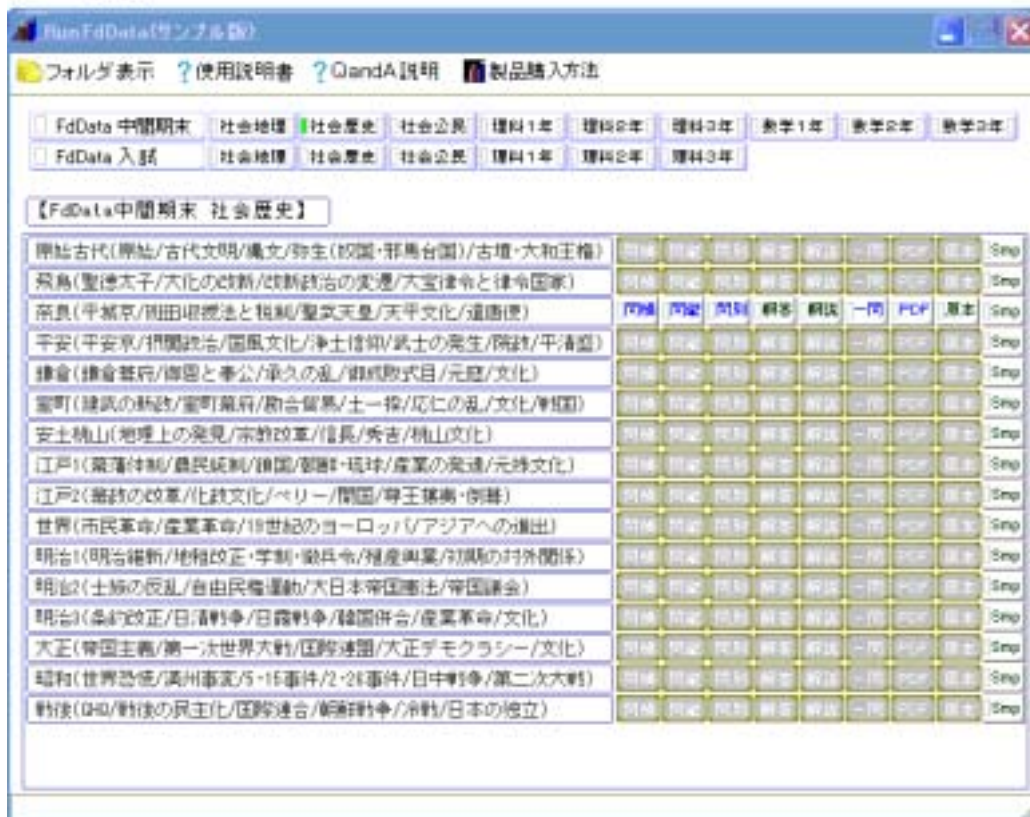 RunFdData(サンプル版)
フォルダ表示 ?使用説明書 ?QandA説明 製品購入方法
FdData 中間期末 社会地理 社会歴史 社会公民 理科1年 理科2年 理科3年 数学1年 数学2年 数学3年
FdData 入試 社会地理 社会歴史 社会公民 理科1年 理科2年 理科3年
【FdData中間期末 社会歴史】
原始古代(原始/古代文明/縄文/弥生(奴国・邪馬台国)/古墳・大和王権) Smp
飛鳥(聖徳太子/大化の改新/改新政治の変遷/大宝律令と律令国家) Smp
奈良(平城京/班田収授法と税制/聖武天皇/天平文化/遣唐使) 問横 問縦 問別 解答 解説 一問 PDF 原本 Smp
平安(平安京/摂関政治/国風文化/浄土信仰/武士の発生/院政/平清盛) Smp
鎌倉(鎌倉幕府/御恩と奉公/承久の乱/御成敗式目/元寇/文化) Smp
室町(建武の新政/室町幕府/勘合貿易/土一揆/応仁の乱/文化/戦国) Smp
安土桃山(地理上の発見/宗教改革/信長/秀吉/桃山文化) Smp
江戸1(幕藩体制/農民統制/鎖国/朝鮮・琉球/産業の発達/元禄文化) Smp
江戸2(幕政の改革/化政文化/ペリー/開国/尊王攘夷・倒幕) Smp
世界(市民革命/産業革命/19世紀のヨーロッパ/アジアへの進出) Smp
明治1(明治維新/地租改正・学制・徴兵令/殖産興業/初期の対外関係) Smp
明治2(士族の反乱/自由民権運動/大日本帝国憲法/帝国議会) Smp
明治3(条約改正/日清戦争/日露戦争/韓国併合/産業革命/文化) Smp
大正(帝国主義/第一次世界大戦/国際連盟/大正デモクラシー/文化) Smp
昭和(世界恐慌/満州事変/5・15事件/2・26事件/日中戦争/第二次大戦) Smp
戦後(GHQ/戦後の民主化/国際連合/朝鮮戦争/冷戦/日本の独立) Smp